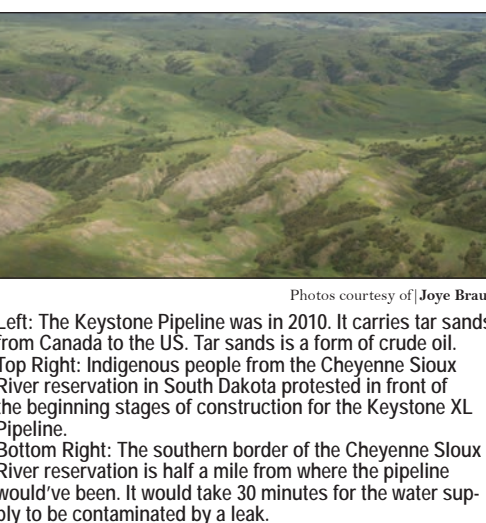 Photos courtesy of|Joye Brau
Left: The Keystone Pipeline was in 2010. It carries tar sands
from Canada to the US. Tar sands is a form of crude oil.
Top Right: Indigenous people from the Cheyenne Sioux
River reservation in South Dakota protested in front of
the beginning stages of construction for the Keystone XL
Pipeline.
Bottom Right: The southern border of the Cheyenne SIoux
River reservation is half a mile from where the pipeline
would've been. It would take 30 minutes for the water sup-
ply to be contaminated by a leak.